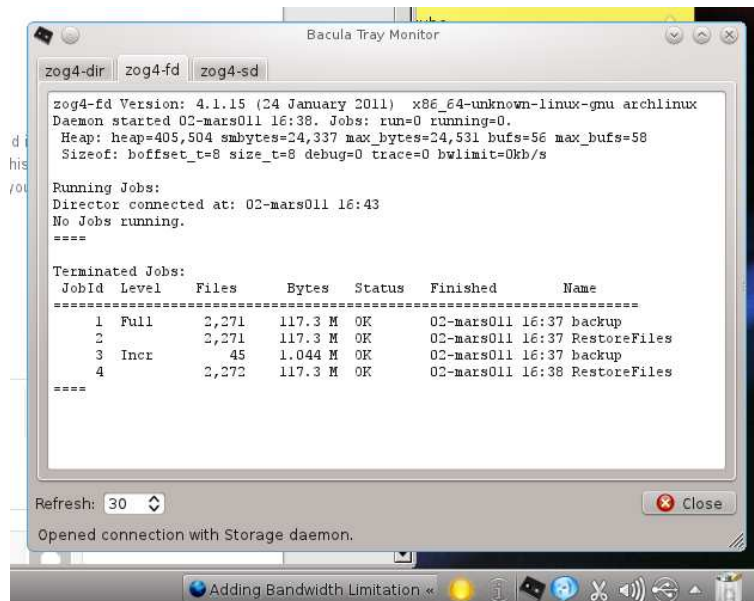 Bacula Tray Monitor
zog4-dir zog4-fd zog4-sd
zog4-fd Version: 4.1.15 (24 January 2011) x86_64-unknown-linux-gnu archlinux
Daemon started 02-mars011 16:38. Jobs: run=0 running=0.
Heap: heap=405,504 smbytes=24,337 max_bytes=24,531 bufs=56 max_bufs=58
Sizeof: boffset_t=8 size_t=8 debug=0 trace=0 bwlimit=0kb/s
Running Jobs:
Director connected at: 02-mars011 16:43
No Jobs running.
====
Terminated Jobs:
JobId Level Files Bytes Status Finished Name
======================================================================
1 Full 2,271 117.3 M OK 02-mars011 16:37 backup
2 2,271 117.3 M OK 02-mars011 16:37 RestoreFiles
3 Incr 45 1.044 M OK 02-mars011 16:37 backup
4 2,272 117.3 M OK 02-mars011 16:38 RestoreFiles
====
Refresh: 30
Close
Opened connection with Storage daemon.
Adding Bandwidth Limitation «